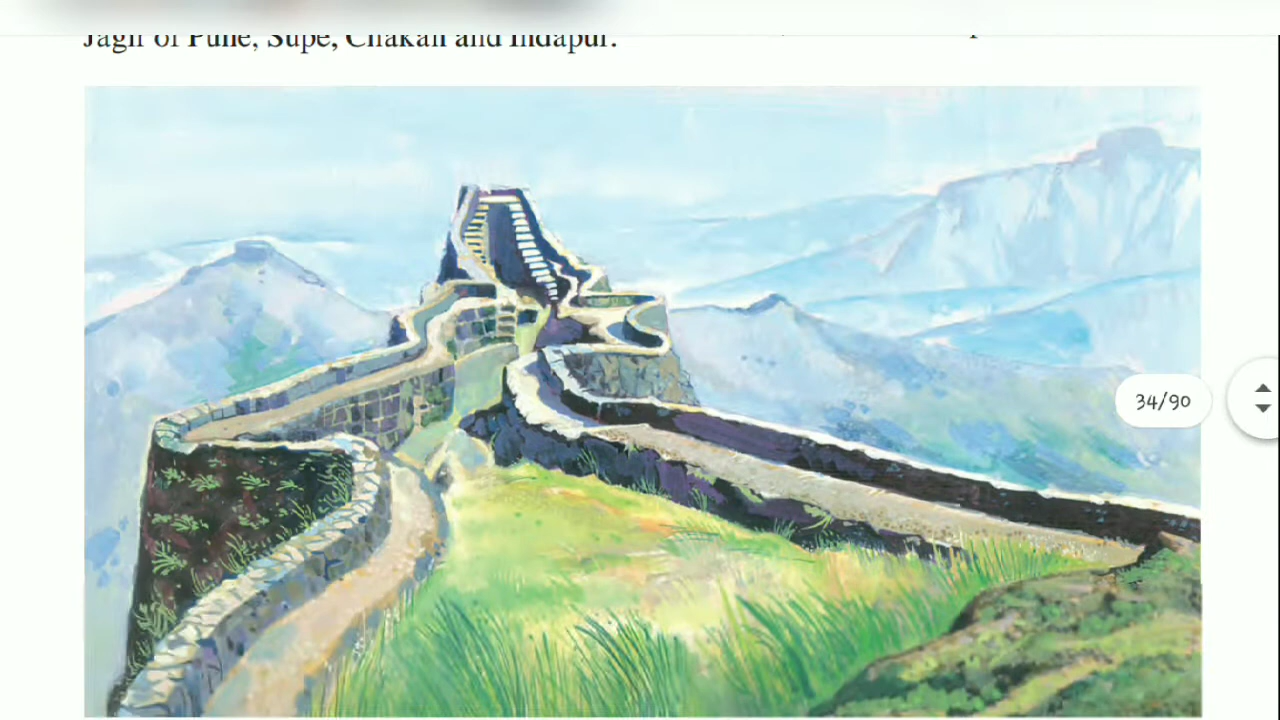 Jagir of Pune, Supe, Chakan and Indapur.
34/90